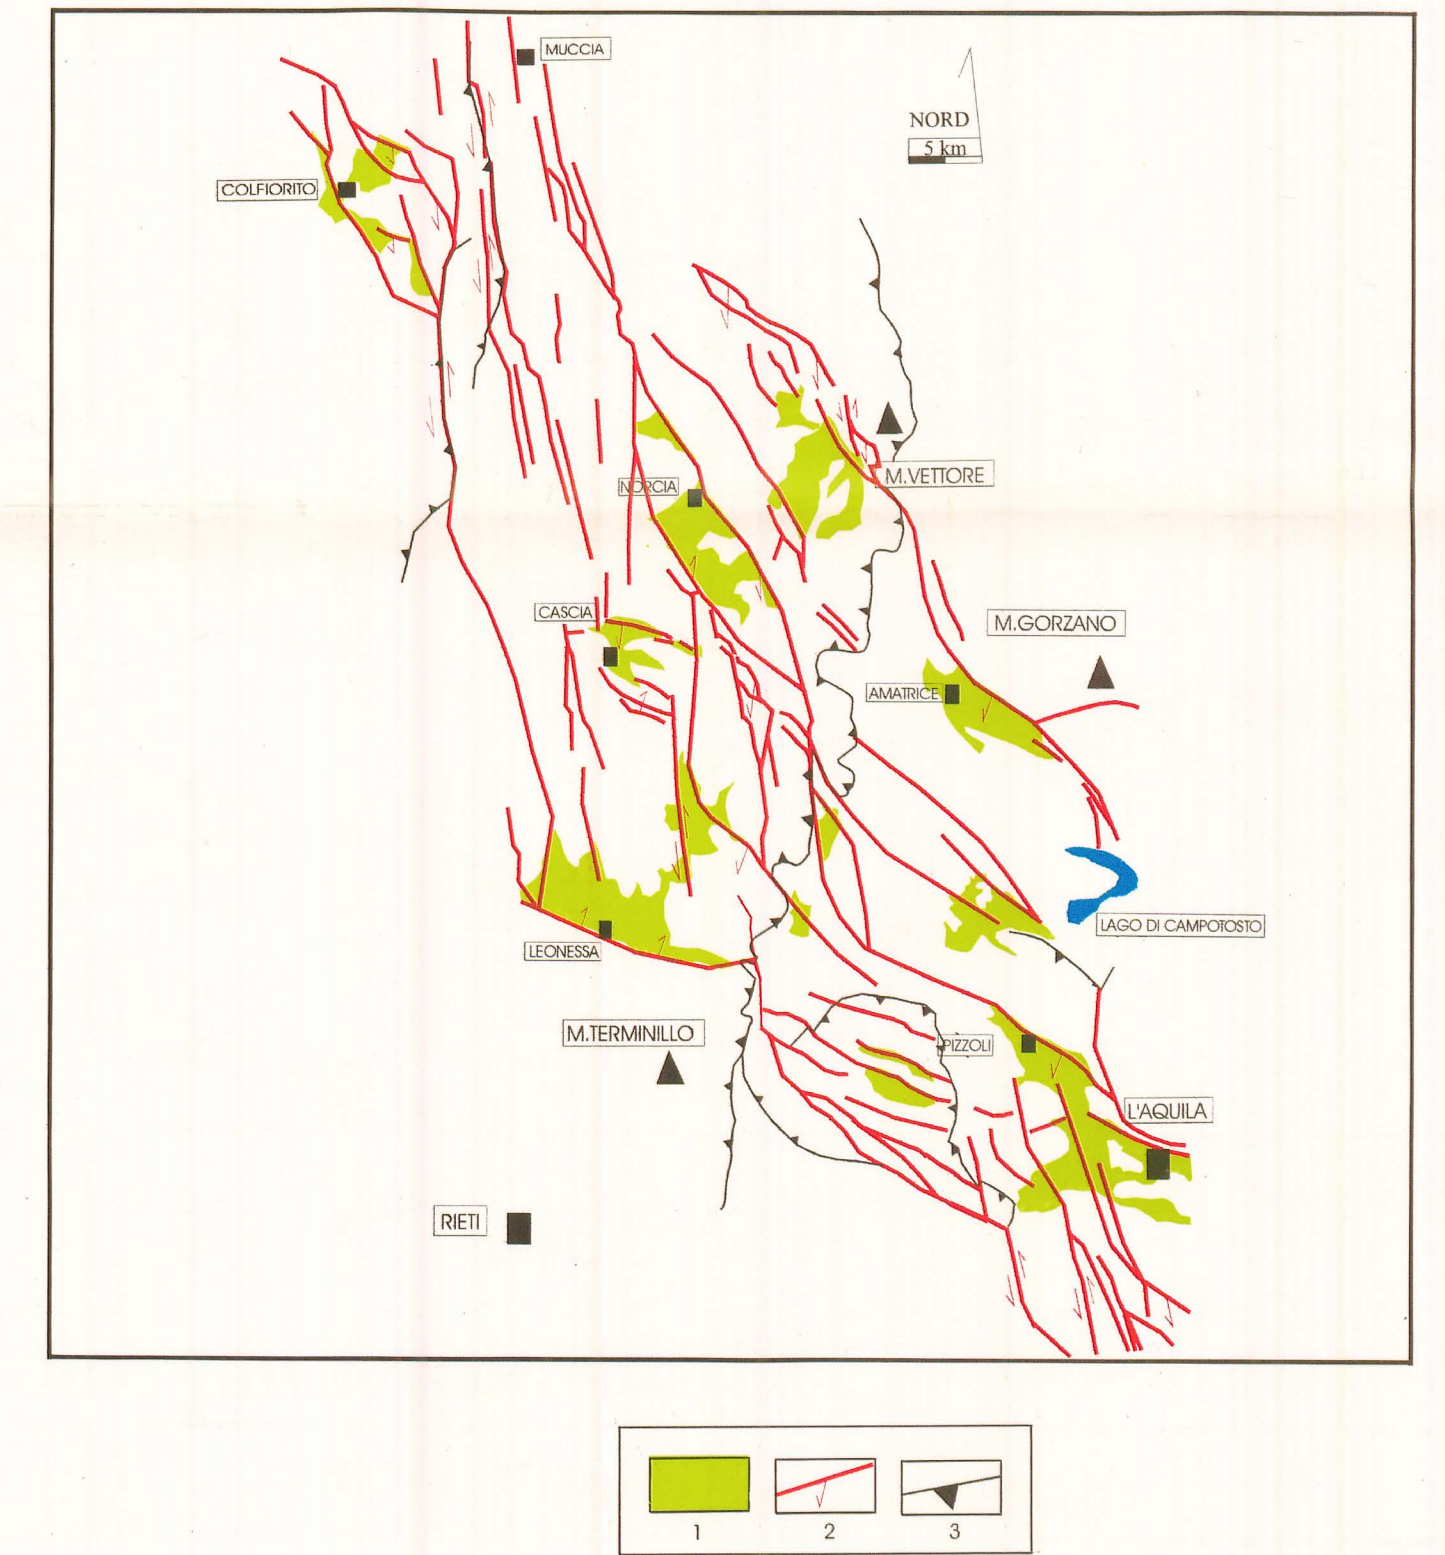 MUCCIA
NORD
5 km
COLFIORITO
M.VETTORE
NORCIA
CASCIA
M.GORZANO
AMATRICE
LAGO DI CAMPOTOSTO
LEONESSA
M.TERMINILLO
PIZZOLI
L'AQUILA
RIETI
1
2
3